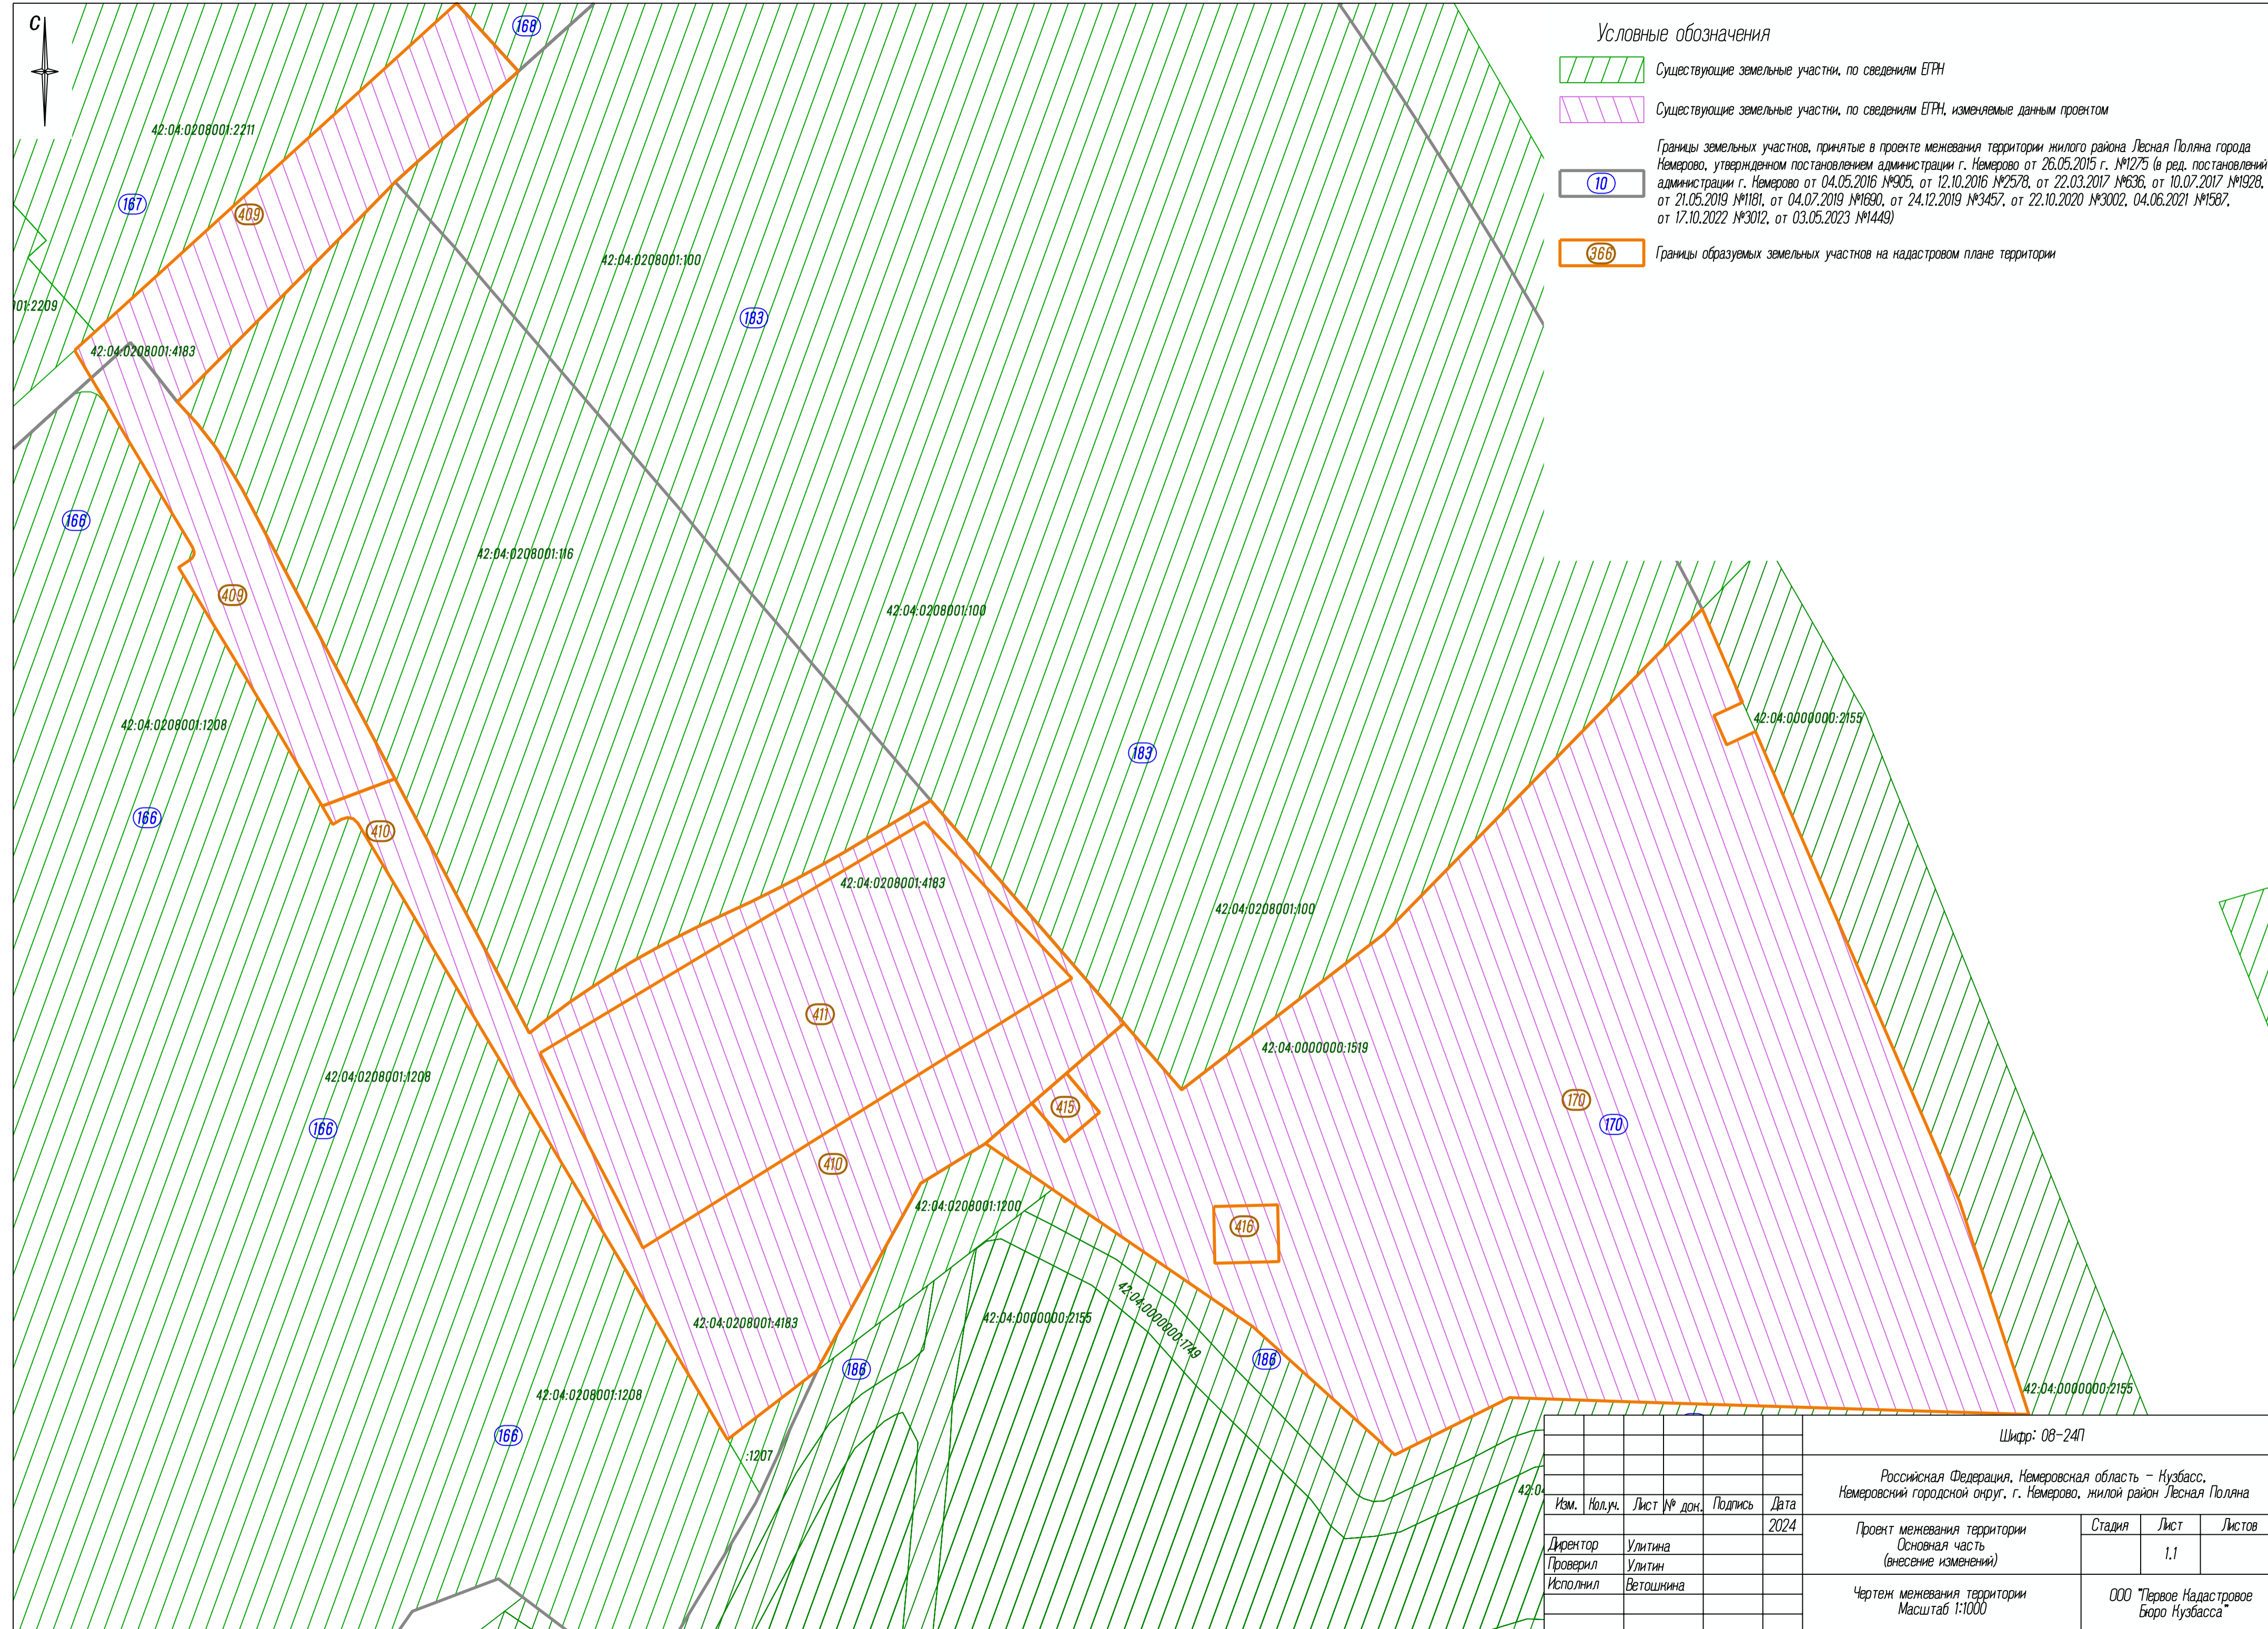 С
168
42:04:0208001:2211
167
409
01:2209
42:04:0208001:4183
42:04:0208001:100
183
166
42:04:0208001:116
409
42:04:0208001:100
42:04:0208001:1208
166
410
183
42:04:0000000:2155
42:04:0208001:4183
42:04:0208001:100
411
42:04:0000000:1519
42:04:0208001:1208
166
415
170
170
410
42:04:0208001:1200
416
42:04:0000000:2155
42:04:0000000:1749
42:04:0208001:4183
186
186
42:04:0208001:1208
42:04:0000000:2155
166
:1207
42:04
Условные обозначения
Существующие земельные участки, по сведениям ЕГРН
Существующие земельные участки, по сведениям ЕГРН, изменяемые данным проектом
10
Границы земельных участков, принятые в проекте межевания территории жилого района Лесная Поляна города
Кемерово, утвержденном постановлением администрации г. Кемерово от 26.05.2015 г. №1275 (в ред. постановлений
администрации г. Кемерово от 04.05.2016 №905, от 12.10.2016 №2578, от 22.03.2017 №636, от 10.07.2017 №1928,
от 21.05.2019 №1181, от 04.07.2019 №1690, от 24.12.2019 №3457, от 22.10.2020 №3002, 04.06.2021 №1587,
от 17.10.2022 №3012, от 03.05.2023 №1449)
366
Границы образуемых земельных участков на кадастровом плане территории
Шифр: 08-24П
Российская Федерация, Кемеровская область - Кузбасс,
Кемеровский городской округ, г. Кемерово, жилой район Лесная Поляна
Изм. Кол.уч. Лист № док. Подпись Дата
2024
Директор Улитина
Проверил Улитин
Исполнил Ветошкина
Проект межевания территории
Основная часть
(внесение изменений)
Стадия Лист Листов
1.1
Чертеж межевания территории
Масштаб 1:1000
ООО "Первое Кадастровое
Бюро Кузбасса"